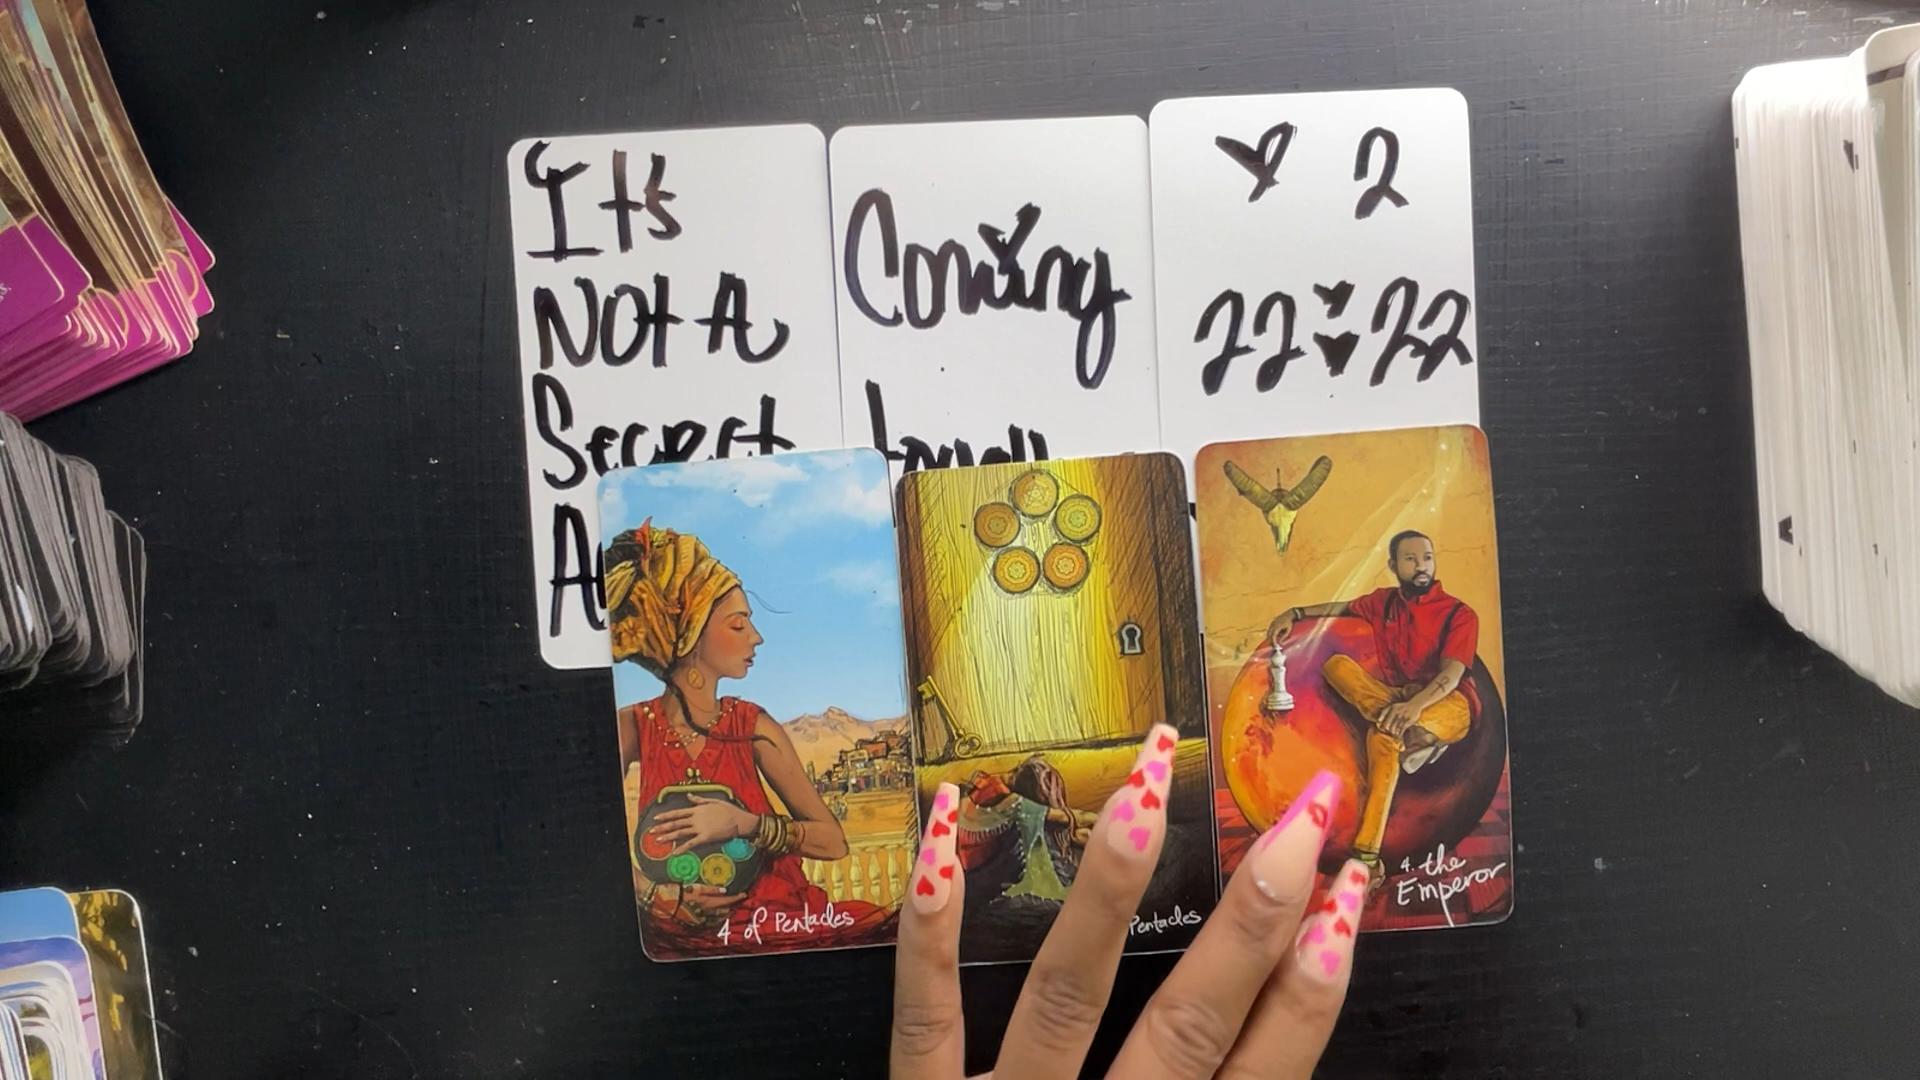 It's
Not A
Secret
Coming
2
22:22
4 of Pentacles
Pentacles
4. the
Emperor